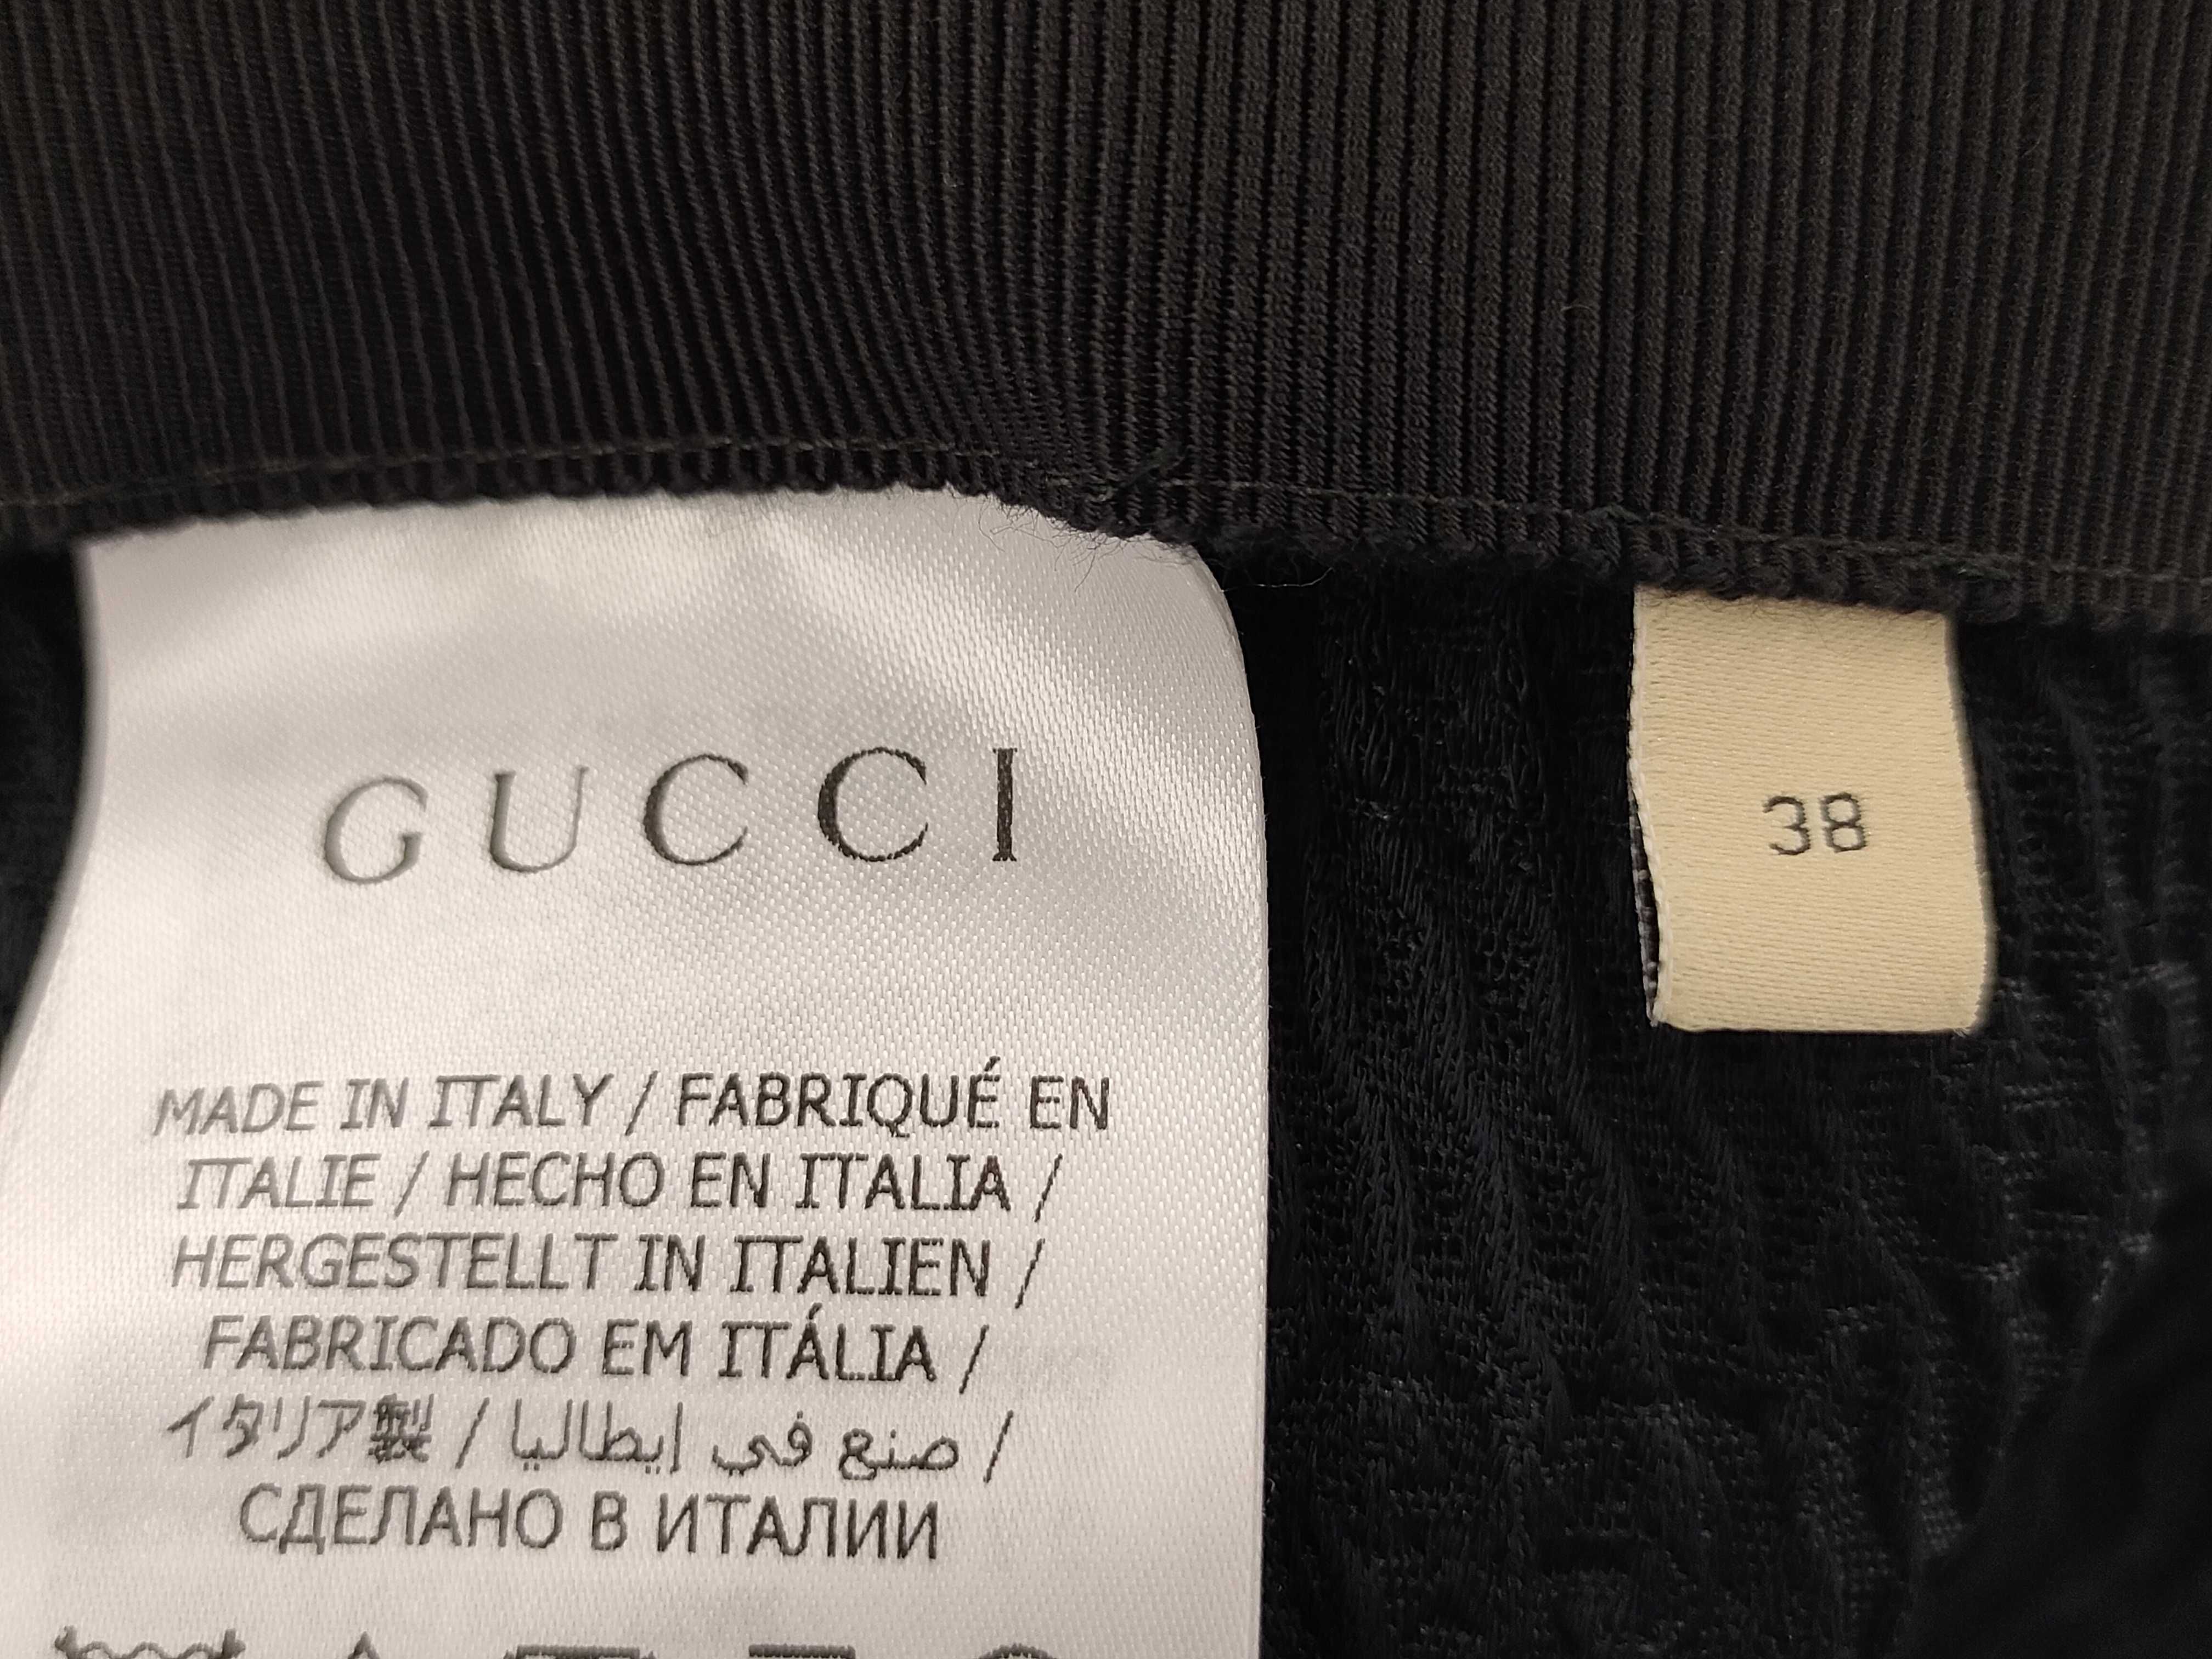 GUCCI
38
MADE IN ITALY / FABRIQUÉ EN
ITALIE / HECHO EN ITALIA /
HERGESTELLT IN ITALIEN /
FABRICADO EM ITÁLIA /
イタリア製 / صنع في إيطاليا /
СДЕЛАНО В ИТАЛИИ